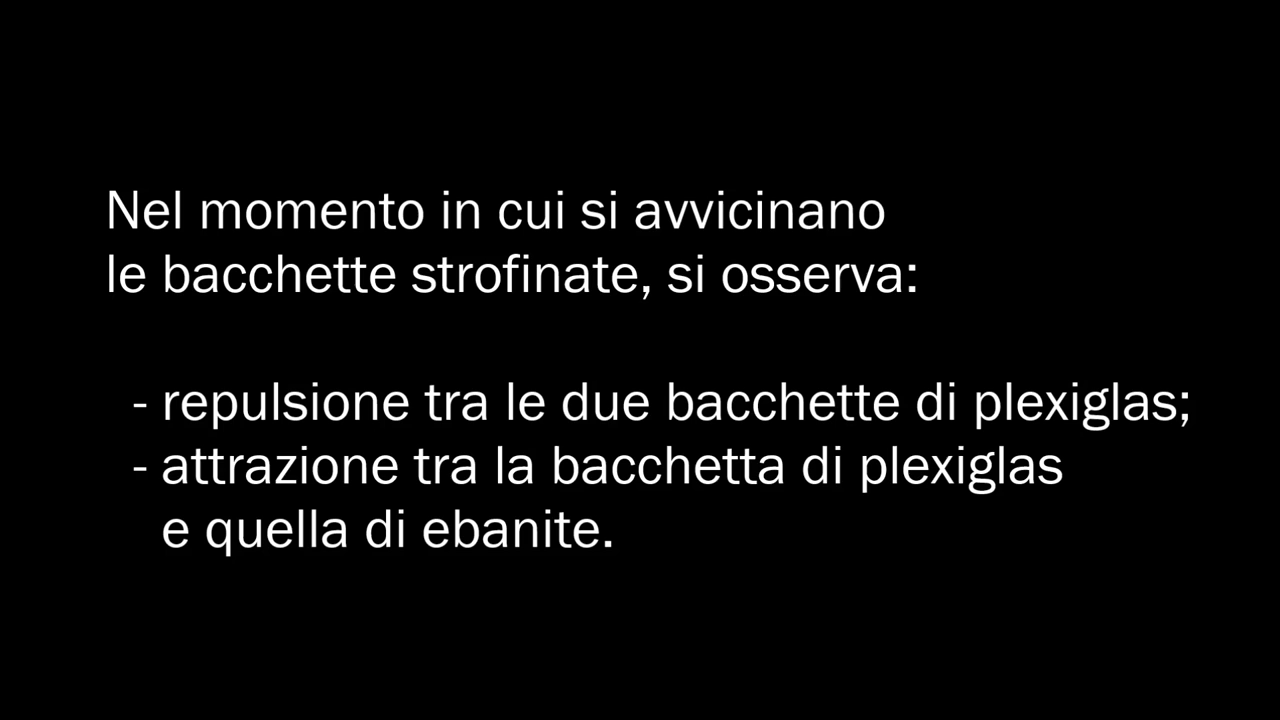 Nel momento in cui si avvicinano
le bacchette strofinate, si osserva:
- repulsione tra le due bacchette di plexiglas;
- attrazione tra la bacchetta di plexiglas
e quella di ebanite.